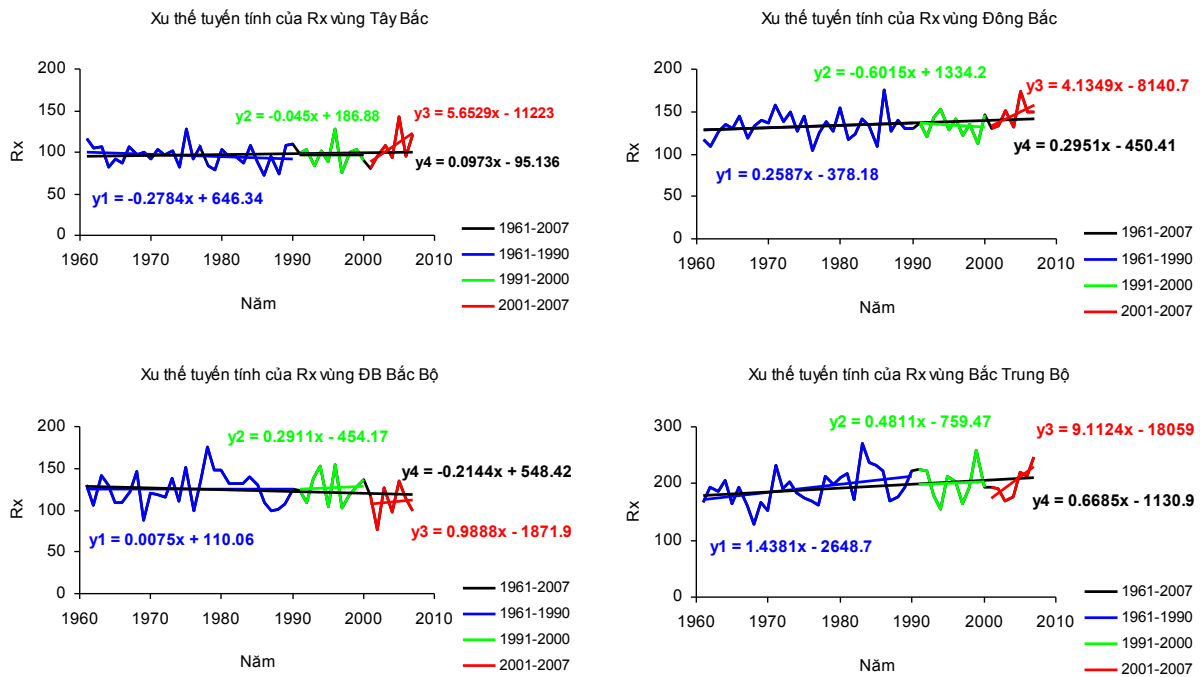 Xu thế tuyến tính của Rx vùng Tây Bắc
200
150
100
50
0
Rx
1960 1970 1980 1990 2000 2010
Năm
y2 = -0.045x + 186.88
y3 = 5.6529x - 11223
y4 = 0.0973x - 95.136
y1 = -0.2784x + 646.34
1961-2007
1961-1990
1991-2000
2001-2007
Xu thế tuyến tính của Rx vùng Đông Bắc
200
150
100
50
0
Rx
1960 1970 1980 1990 2000 2010
Năm
y2 = -0.6015x + 1334.2
y3 = 4.1349x - 8140.7
y4 = 0.2951x - 450.41
y1 = 0.2587x - 378.18
1961-2007
1961-1990
1991-2000
2001-2007
Xu thế tuyến tính của Rx vùng ĐB Bắc Bộ
200
150
100
50
0
Rx
1960 1970 1980 1990 2000 2010
Năm
y2 = 0.2911x - 454.17
y4 = -0.2144x + 548.42
y3 = 0.9888x - 1871.9
y1 = 0.0075x + 110.06
1961-2007
1961-1990
1991-2000
2001-2007
Xu thế tuyến tính của Rx vùng Bắc Trung Bộ
300
200
100
0
Rx
1960 1970 1980 1990 2000 2010
Năm
y2 = 0.4811x - 759.47
y3 = 9.1124x - 18059
y4 = 0.6685x - 1130.9
y1 = 1.4381x - 2648.7
1961-2007
1961-1990
1991-2000
2001-2007